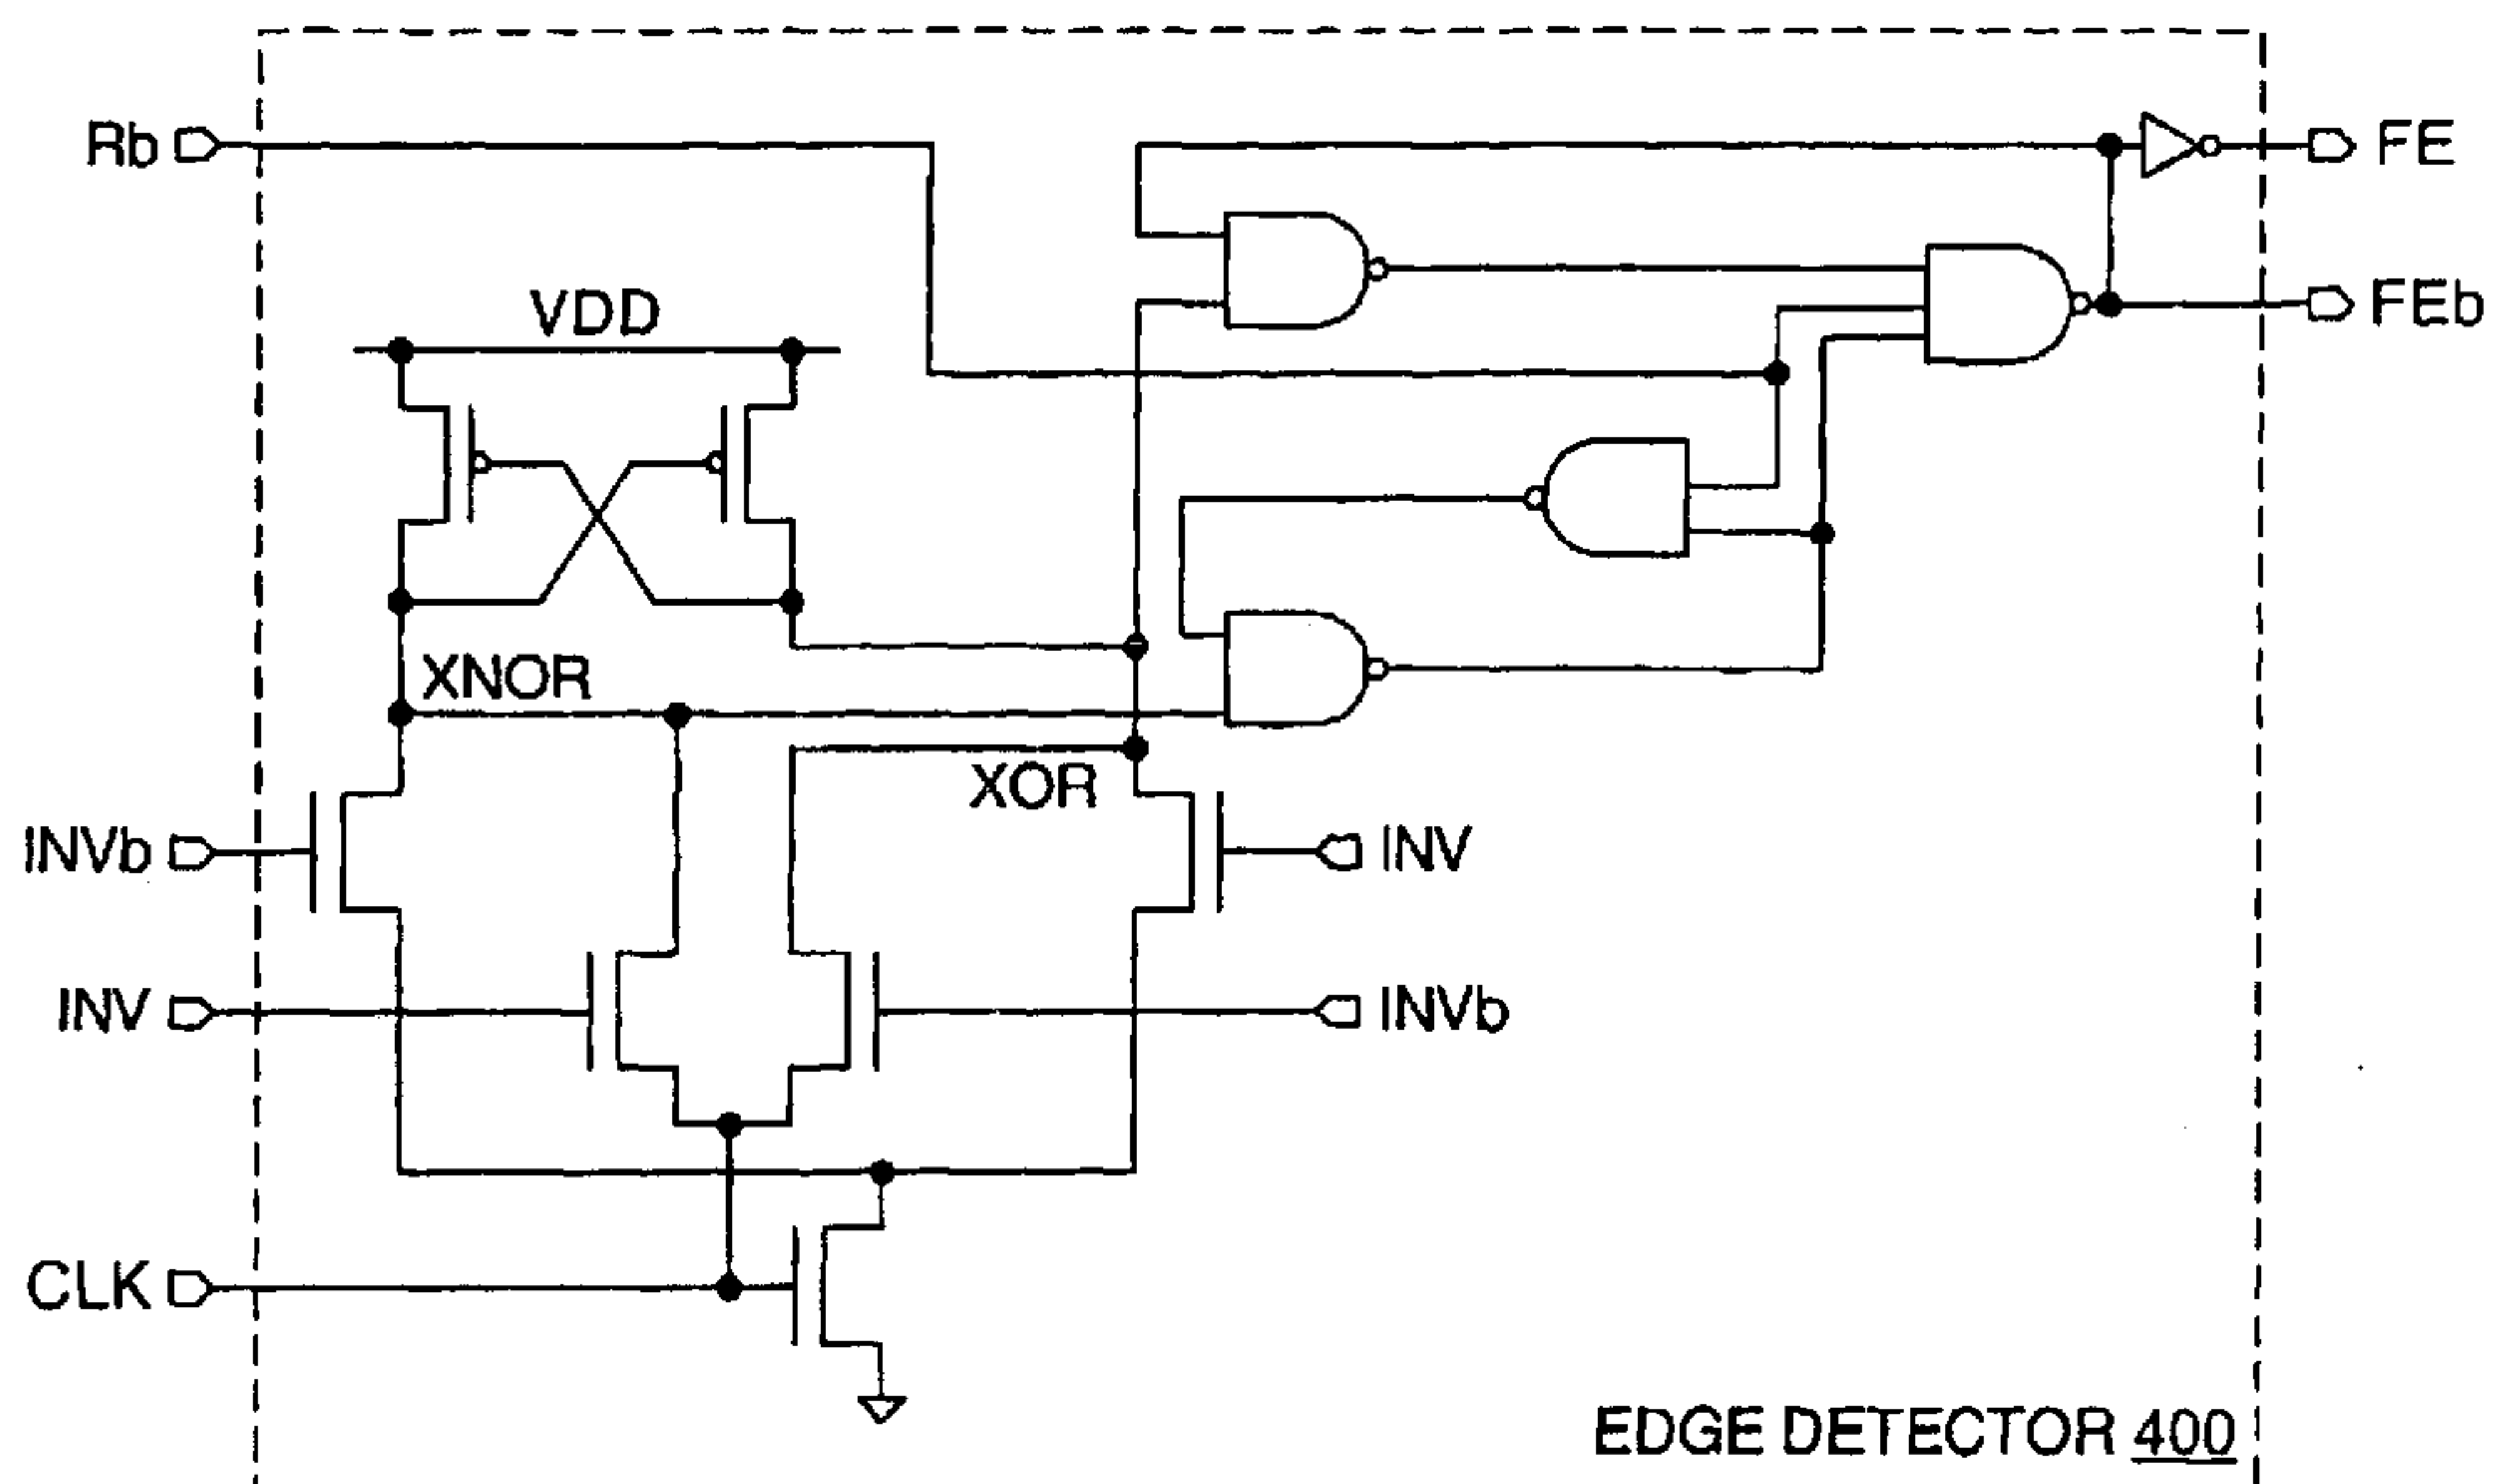 Rb
FE
FEb
VDD
XNOR
XOR
INVb
INV
INV
INVb
CLK
EDGE DETECTOR 400